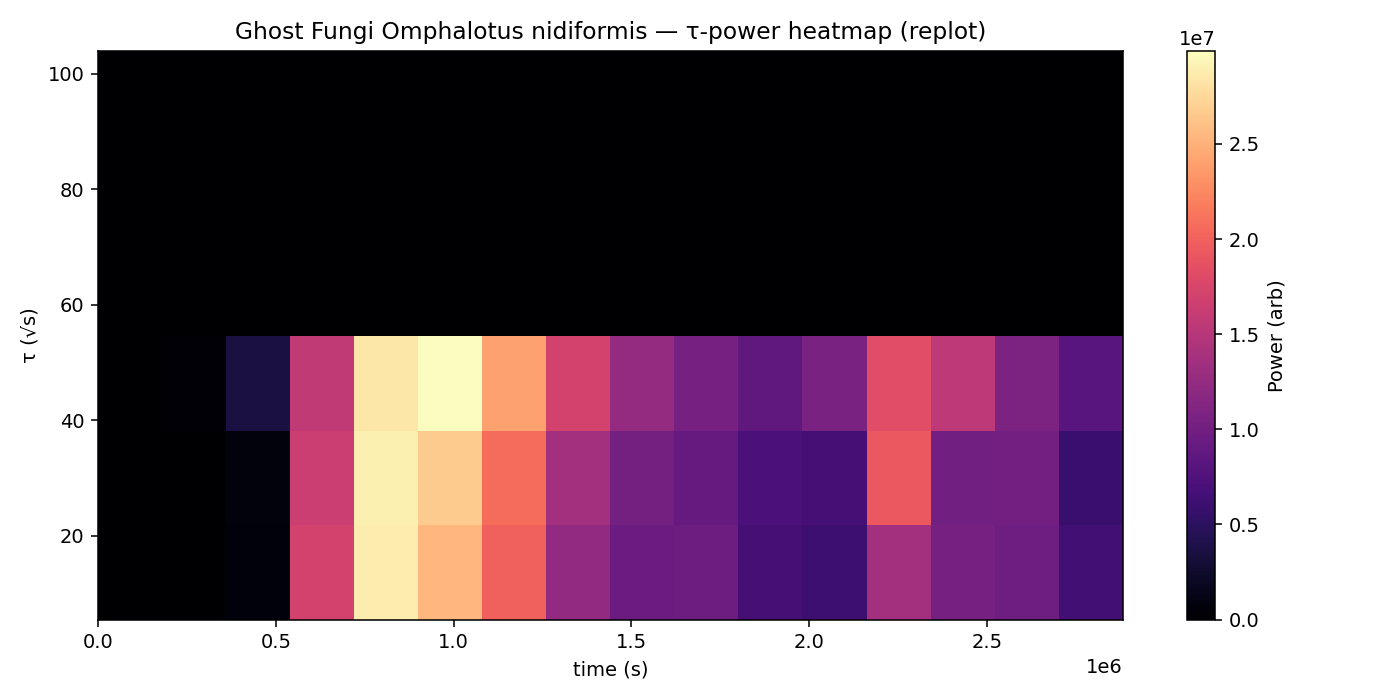 Ghost Fungi Omphalotus nidiformis — τ-power heatmap (replot)
1e7
100
80
60
40
20
τ (√s)
0.0
0.5
1.0
1.5
2.0
2.5
time (s)
1e6
2.5
2.0
1.5
1.0
0.5
0.0
Power (arb)